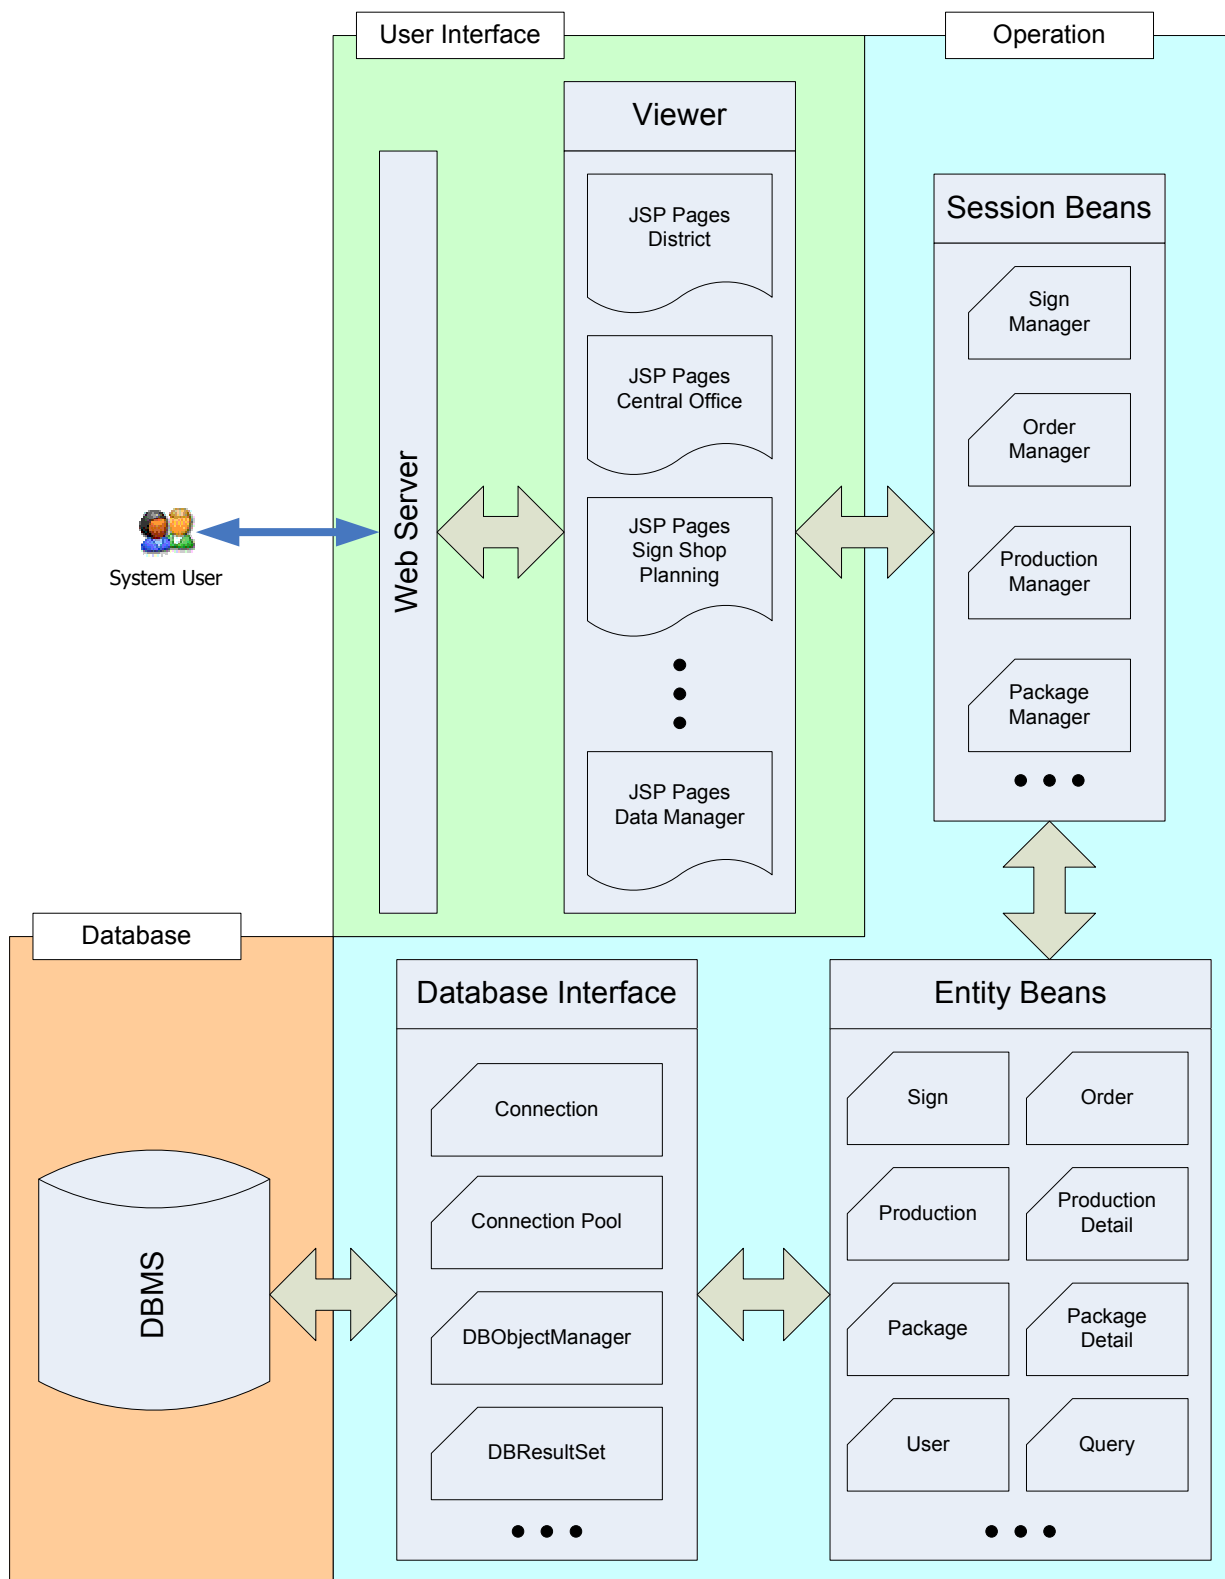 User Interface
Operation
Viewer
JSP Pages
District
JSP Pages
Central Office
JSP Pages
Sign Shop
Planning
JSP Pages
Data Manager
Web Server
System User
Session Beans
Sign
Manager
Order
Manager
Production
Manager
Package
Manager
Database
DBMS
Database Interface
Connection
Connection Pool
DBObjectManager
DBResultSet
Entity Beans
Sign
Order
Production
Production
Detail
Package
Package
Detail
User
Query